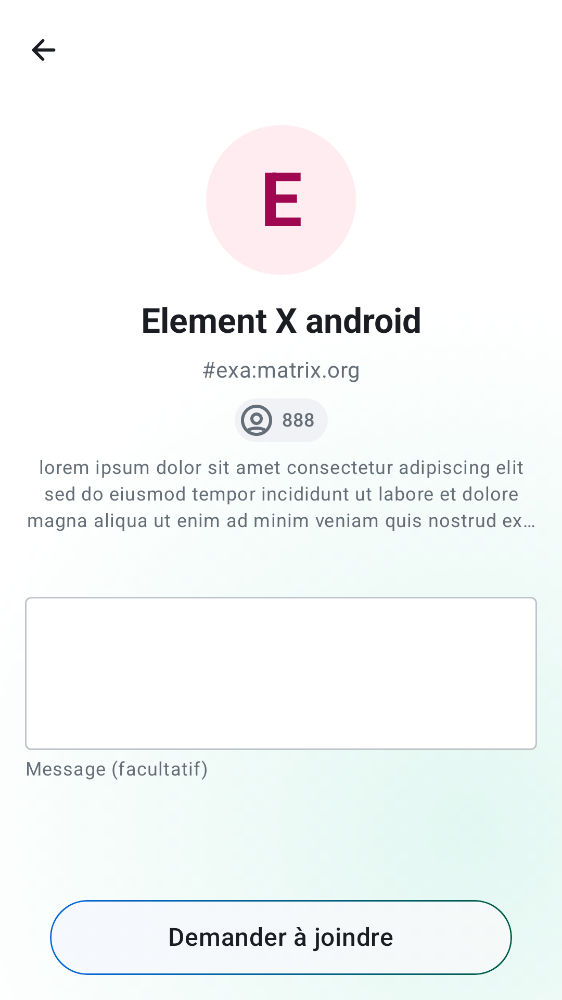 E
Element X android
#exa:matrix.org
888
lorem ipsum dolor sit amet consectetur adipiscing elit
sed do eiusmod tempor incididunt ut labore et dolore
magna aliqua ut enim ad minim veniam quis nostrud ex…
Message (facultatif)
Demander à joindre